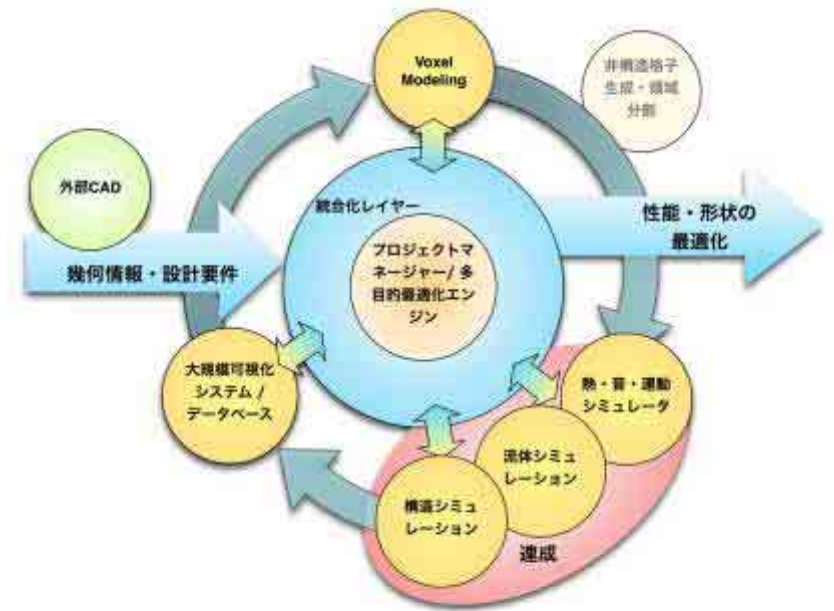 Voxel
Modeling
非構造格子
生成・領域
分割
外部CAD
統合化レイヤー
性能・形状の
最適化
プロジェクトマ
ネージャー/ 多
目的最適化エン
ジン
幾何情報・設計要件
大規模可視化
システム /
データベース
熱・音・運動
シミュレータ
流体シミュ
レーション
構造シミュ
レーション
連成